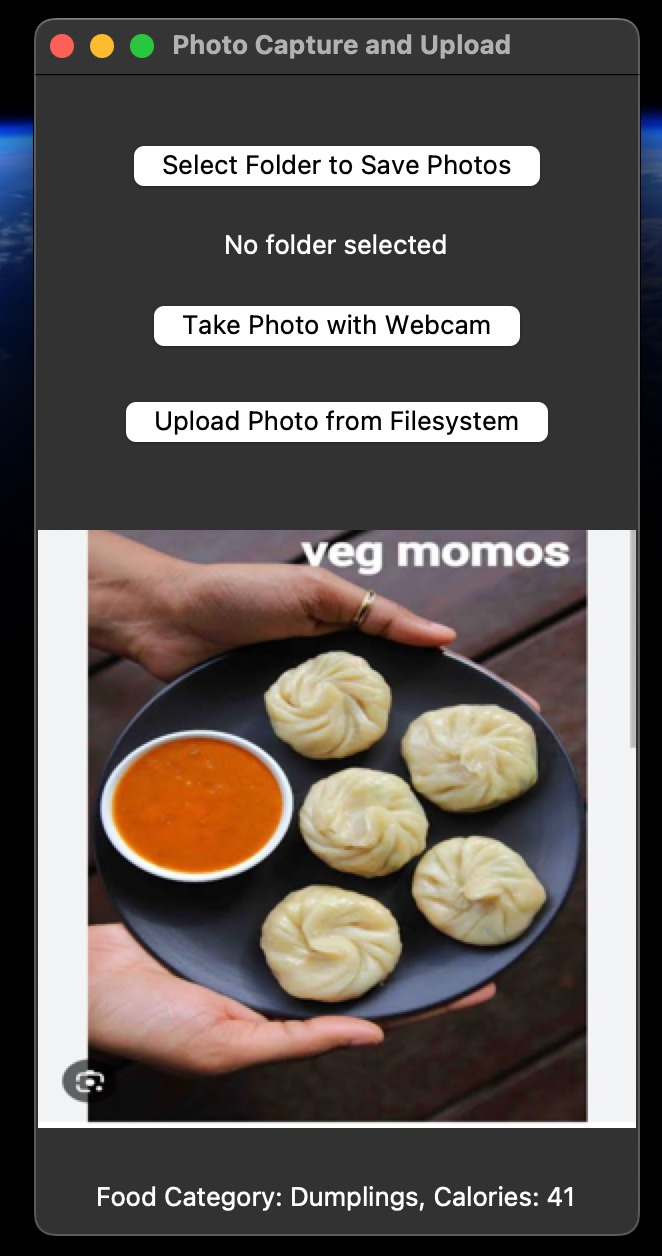 Photo Capture and Upload
Select Folder to Save Photos
No folder selected
Take Photo with Webcam
Upload Photo from Filesystem
veg momos
Food Category: Dumplings, Calories: 41